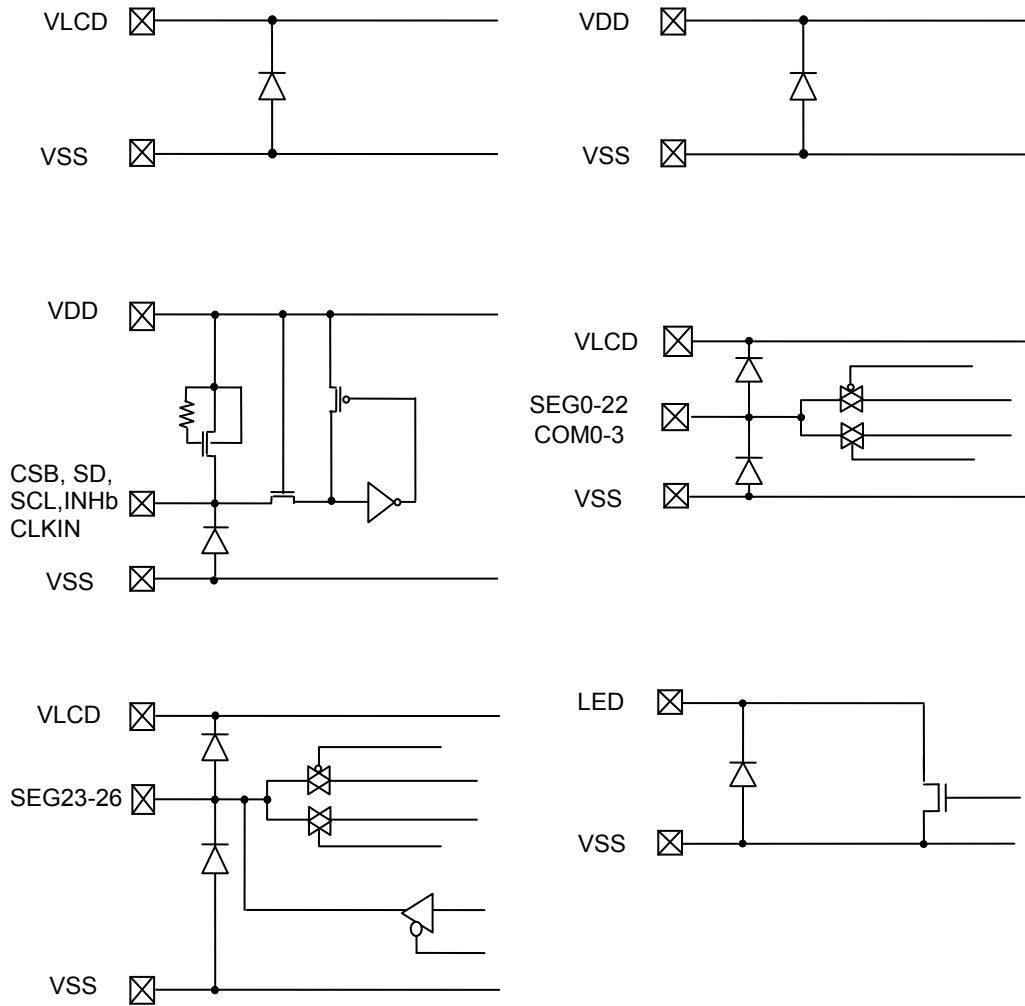 VLCD
VSS
VDD
VSS
VDD
CSB, SD,
SCL,INHb
CLKIN
VSS
VLCD
SEG0-22
COM0-3
VSS
VLCD
SEG23-26
VSS
LED
VSS